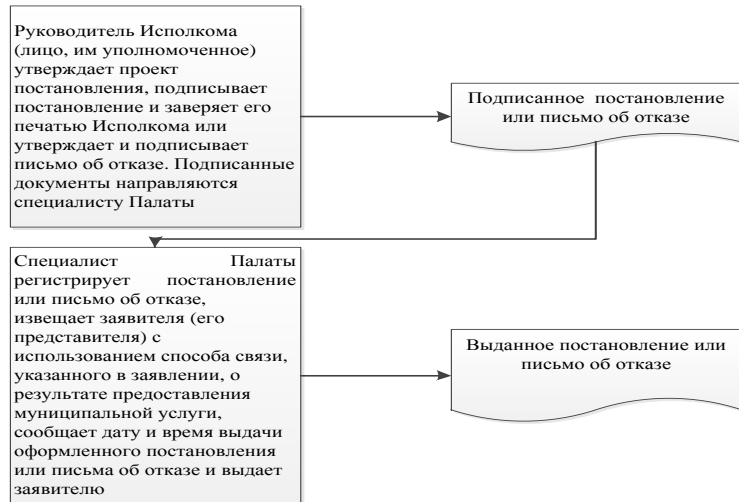 Руководитель Исполкома
(лицо, им уполномоченное)
утверждает проект
постановления, подписывает
постановление и заверяет его
печатью Исполкома или
утверждает и подписывает
письмо об отказе. Подписанные
документы направляются
специалисту Палаты
Подписанное постановление
или письмо об отказе
Специалист Палаты
регистрирует постановление
или письмо об отказе,
извещает заявителя (его
представителя) с
использованием способа связи,
указанного в заявлении, о
результате предоставления
муниципальной услуги,
сообщает дату и время выдачи
оформленного постановления
или письма об отказе и выдает
заявителю
Выданное постановление или
письмо об отказе